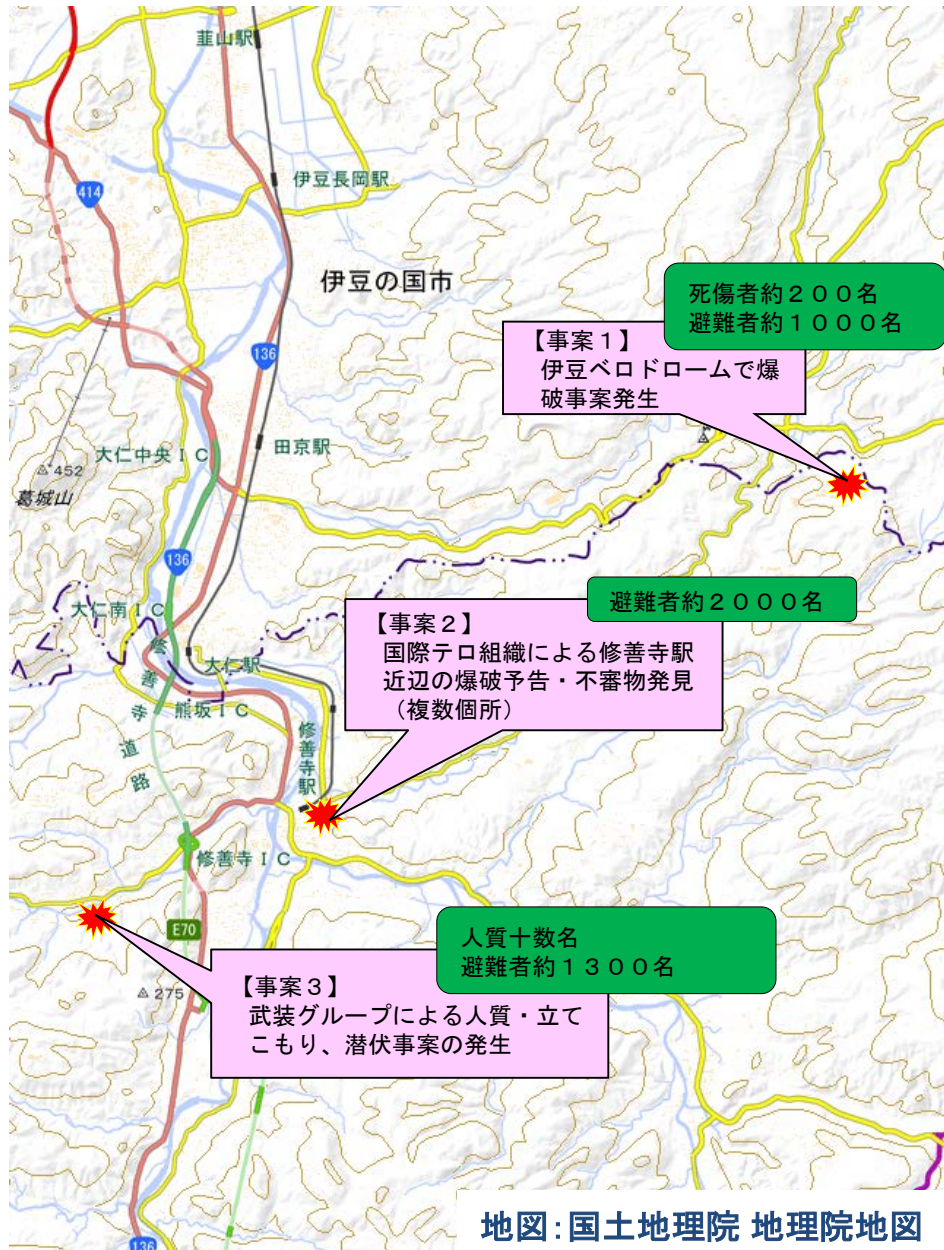 韮山駅
414
伊豆長岡駅
伊豆の国市
死傷者約２００名
避難者約１０００名
【事案１】
伊豆ベロドロームで爆
破事案発生
136
田京駅
大仁中央ＩＣ
452
葛城山
136
大仁南ＩＣ
大仁駅
避難者約２０００名
【事案２】
国際テロ組織による修善寺駅
近辺の爆破予告・不審物発見
（複数個所）
熊坂ＩＣ
修善寺道路
修善寺駅
修善寺ＩＣ
E70
人質十数名
避難者約１３００名
275
【事案３】
武装グループによる人質・立て
こもり、潜伏事案の発生
136
地図：国土地理院 地理院地図